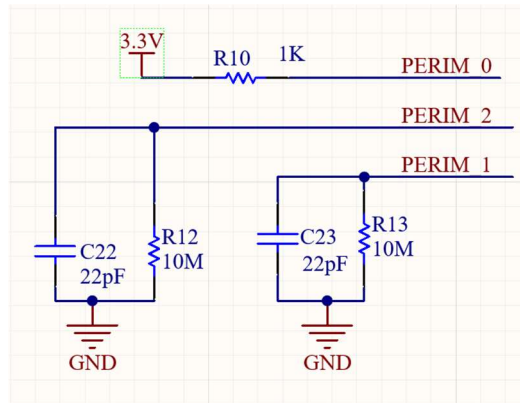 3.3V
R10
1K
PERIM_0
PERIM_2
PERIM_1
C22
22pF
R12
10M
C23
22pF
R13
10M
GND
GND